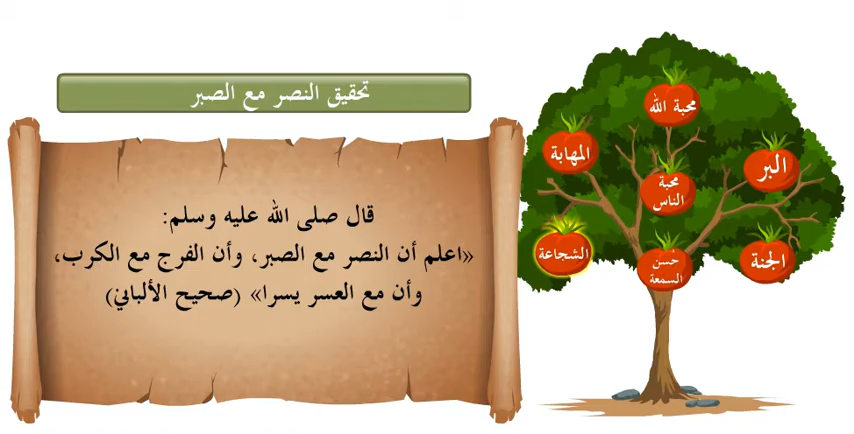 تحقيق النصر مع الصبر
قال صلى الله عليه وسلم:
«اعلم أن النصر مع الصبر، وأن الفرج مع الكرب،
وأن مع العسر يسرا» (صحيح الألباني)
محبة الله
المهابة
البر
محبة
الناس
الشجاعة
حسن
السمعة
الجنة